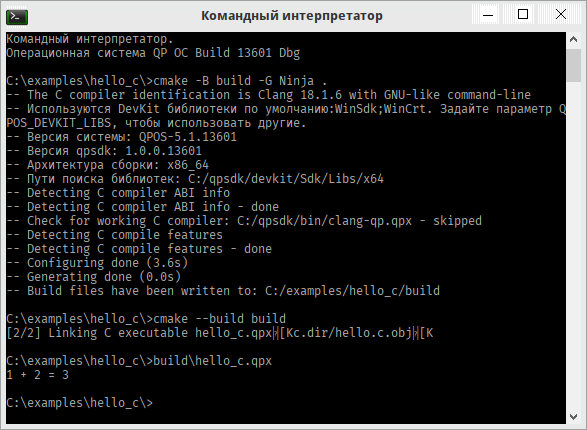 Командный интерпретатор
Командный интерпретатор.
Операционная система QP ОС Build 13601 Dbg
C:\examples\hello_c\>cmake -B build -G Ninja .
-- The C compiler identification is Clang 18.1.6 with GNU-like command-line
-- Используются DevKit библиотеки по умолчанию:WinSdk;WinCrt. Задайте параметр Q
POS_DEVKIT_LIBS, чтобы использовать другие.
-- Версия системы: QPOS-5.1.13601
-- Версия qpsdk: 1.0.0.13601
-- Архитектура сборки: x86_64
-- Пути поиска библиотек: C:/qpsdk/devkit/Sdk/Libs/x64
-- Detecting C compiler ABI info
-- Detecting C compiler ABI info - done
-- Check for working C compiler: C:/qpsdk/bin/clang-qp.qpx - skipped
-- Detecting C compile features
-- Detecting C compile features - done
-- Configuring done (3.6s)
-- Generating done (0.0s)
-- Build files have been written to: C:/examples/hello_c/build
C:\examples\hello_c\>cmake --build build
[2/2] Linking C executable hello_c.qpx[Kc.dir/hello.c.obj[K
C:\examples\hello_c\>build\hello_c.qpx
1 + 2 = 3
C:\examples\hello_c\>